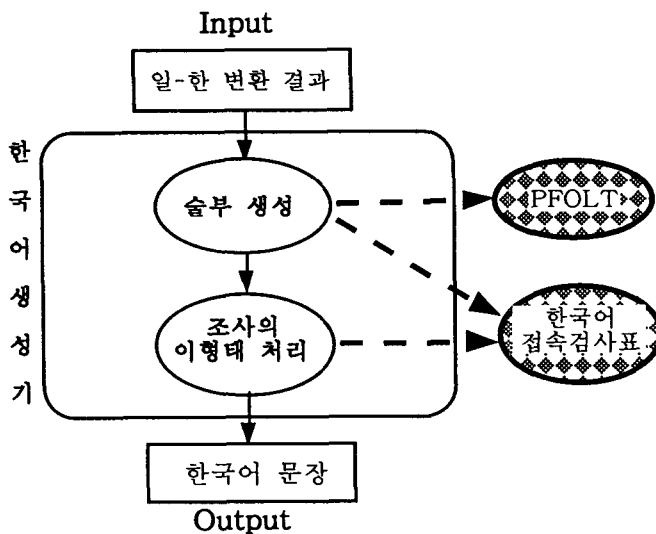 Input
일-한 변환 결과
한국어생성기
술부 생성
PFOLT
조사의
이형태 처리
한국어
접속검사표
한국어 문장
Output